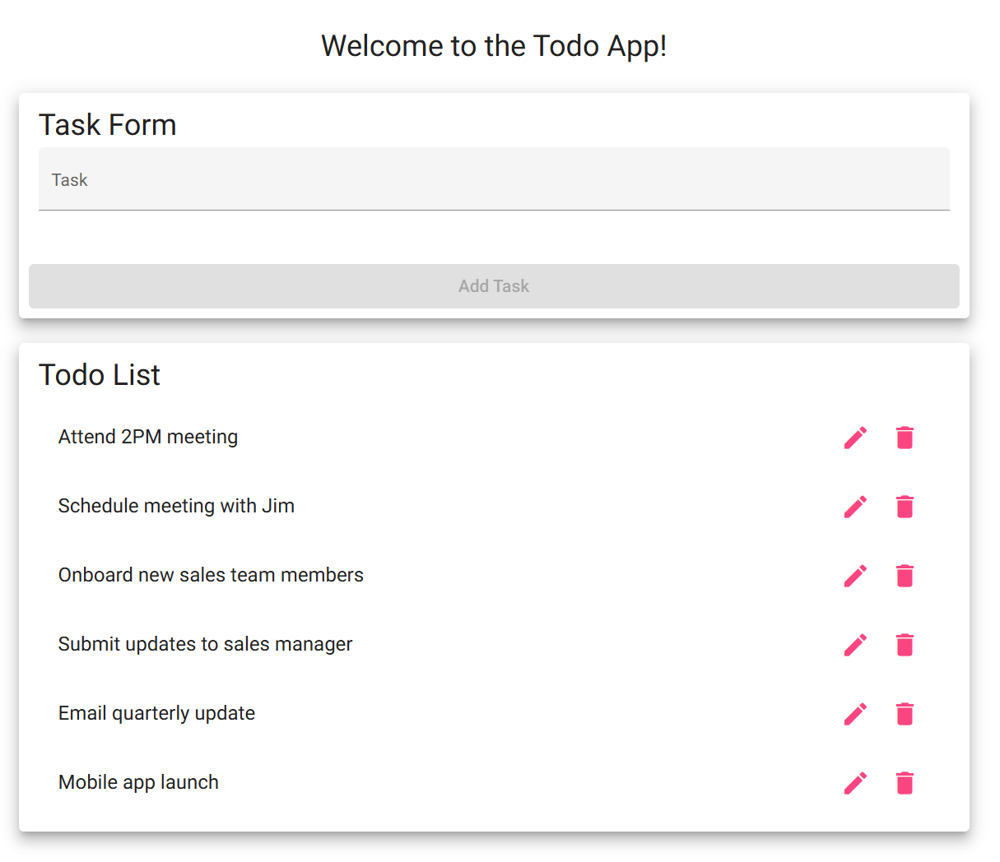 Welcome to the Todo App!
Task Form
Task
Add Task
Todo List
Attend 2PM meeting
Schedule meeting with Jim
Onboard new sales team members
Submit updates to sales manager
Email quarterly update
Mobile app launch